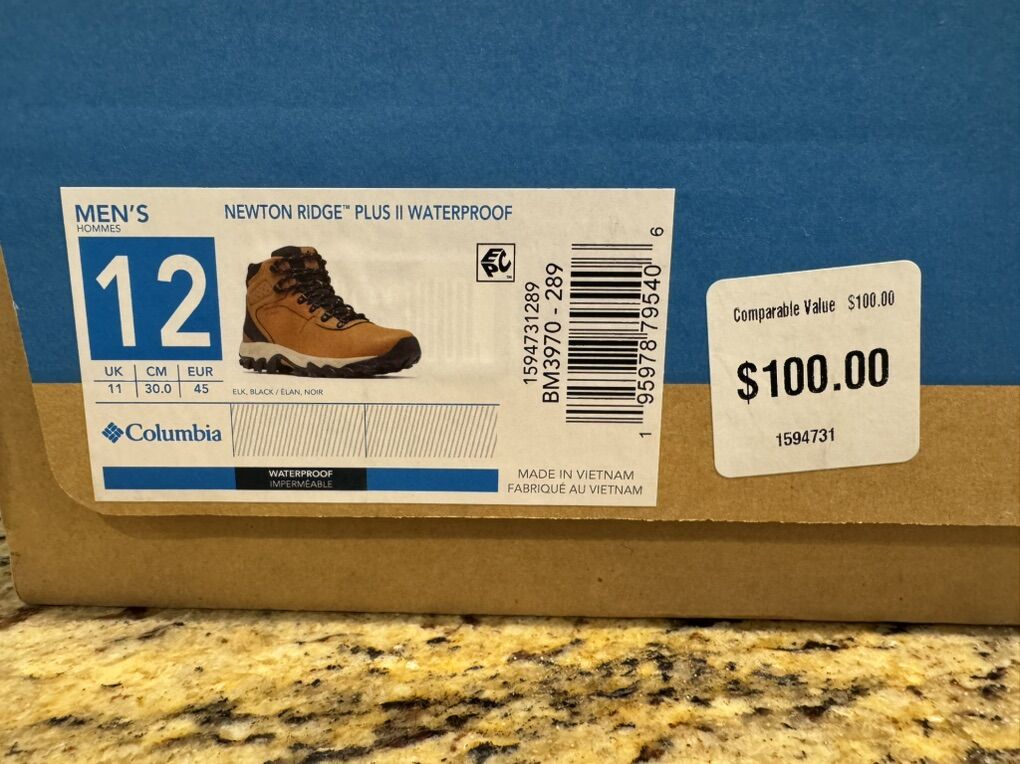 MEN'S
HOMMES
NEWTON RIDGE™ PLUS II WATERPROOF
12
UK CM EUR
11 30.0 45
ELK, BLACK / ÉLAN, NOIR
Columbia
WATERPROOF
IMPERMÉABLE
EPC
1594731289
BM3970 - 289
1 95978 79540 6
MADE IN VIETNAM
FABRIQUÉ AU VIETNAM
Comparable Value $100.00
$100.00
1594731